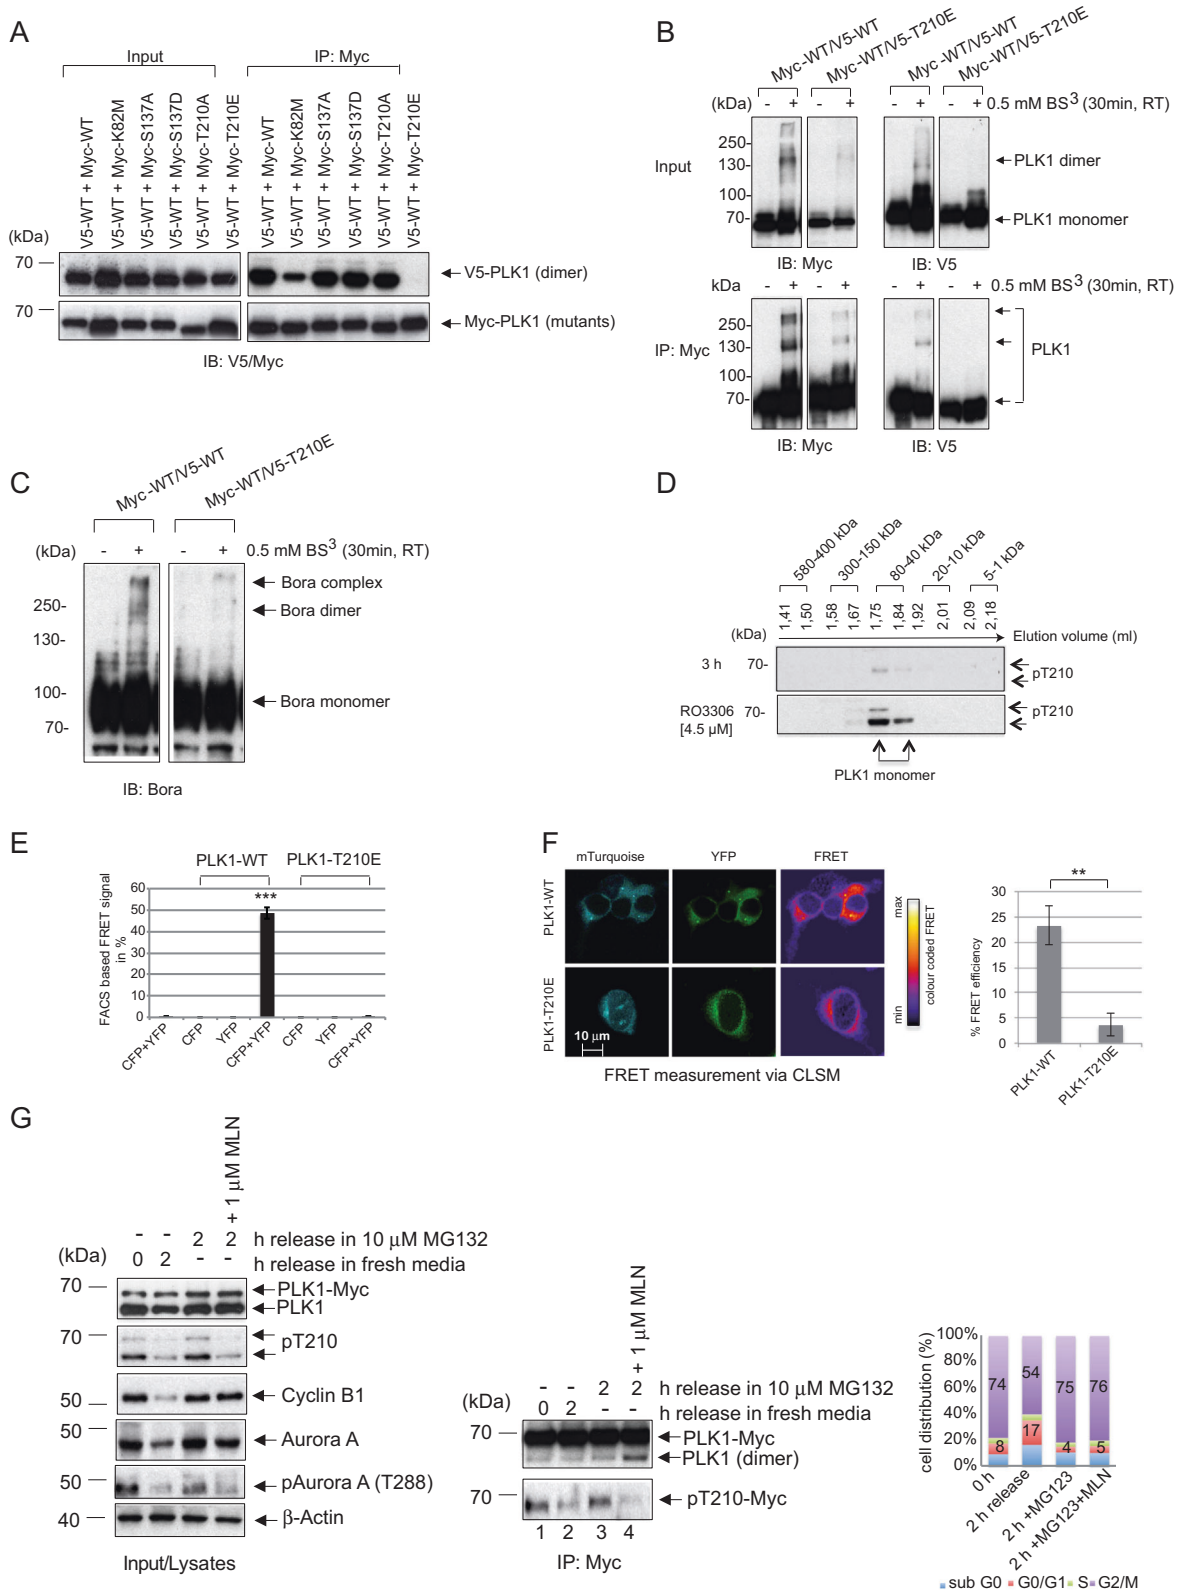 A
Input
IP: Myc
V5-WT + Myc-WT
V5-WT + Myc-K82M
V5-WT + Myc-S137A
V5-WT + Myc-S137D
V5-WT + Myc-T210A
V5-WT + Myc-T210E
V5-WT + Myc-WT
V5-WT + Myc-K82M
V5-WT + Myc-S137A
V5-WT + Myc-S137D
V5-WT + Myc-T210A
V5-WT + Myc-T210E
(kDa)
70
V5-PLK1 (dimer)
70
Myc-PLK1 (mutants)
IB: V5/Myc
B
Myc-WT/V5-WT
Myc-WT/V5-T210E
Myc-WT/V5-WT
Myc-WT/V5-T210E
(kDa) - + - + - + - + 0.5 mM BS3 (30min, RT)
Input
250-
130-
100-
70-
PLK1 dimer
PLK1 monomer
IB: Myc
IB: V5
kDa - + - + - + - + 0.5 mM BS3 (30min, RT)
IP: Myc
250-
130-
100-
70-
PLK1
IB: Myc
IB: V5
C
Myc-WT/V5-WT
Myc-WT/V5-T210E
(kDa) - + - + 0.5 mM BS3 (30min, RT)
250-
130-
100-
70-
Bora complex
Bora dimer
Bora monomer
IB: Bora
D
580-400 kDa
300-150 kDa
80-40 kDa
20-10 kDa
5-1 kDa
1,41
1,50
1,58
1,67
1,75
1,84
1,92
2,01
2,09
2,18
(kDa)
Elution volume (ml)
3 h 70- pT210
RO3306 70- pT210
[4.5 µM]
PLK1 monomer
E
PLK1-WT PLK1-T210E
FACS based FRET signal
in %
60
50
40
30
20
10
0
***
CFP+YFP
CFP
YFP
CFP+YFP
CFP
YFP
CFP+YFP
F
mTurquoise YFP FRET
PLK1-WT
PLK1-T210E
10 µm
max
min
colour coded FRET
FRET measurement via CLSM
% FRET efficiency
30
25
20
15
10
5
0
**
PLK1-WT
PLK1-T210E
G
+ 1 µM MLN
- - 2 2 h release in 10 µM MG132
(kDa) 0 2 - - h release in fresh media
70
PLK1-Myc
PLK1
70
pT210
50
Cyclin B1
50
Aurora A
50
pAurora A (T288)
40
β-Actin
Input/Lysates
+ 1 µM MLN
- - 2 2 h release in 10 µM MG132
(kDa) 0 2 - - h release in fresh media
70
PLK1-Myc
PLK1 (dimer)
70
pT210-Myc
1 2 3 4
IP: Myc
cell distribution (%)
100%
80%
60%
40%
20%
0%
74 54 75 76
8 17 4 5
0 h
2 h release
2 h +MG123
2 h +MG123+MLN
sub G0 G0/G1 S G2/M